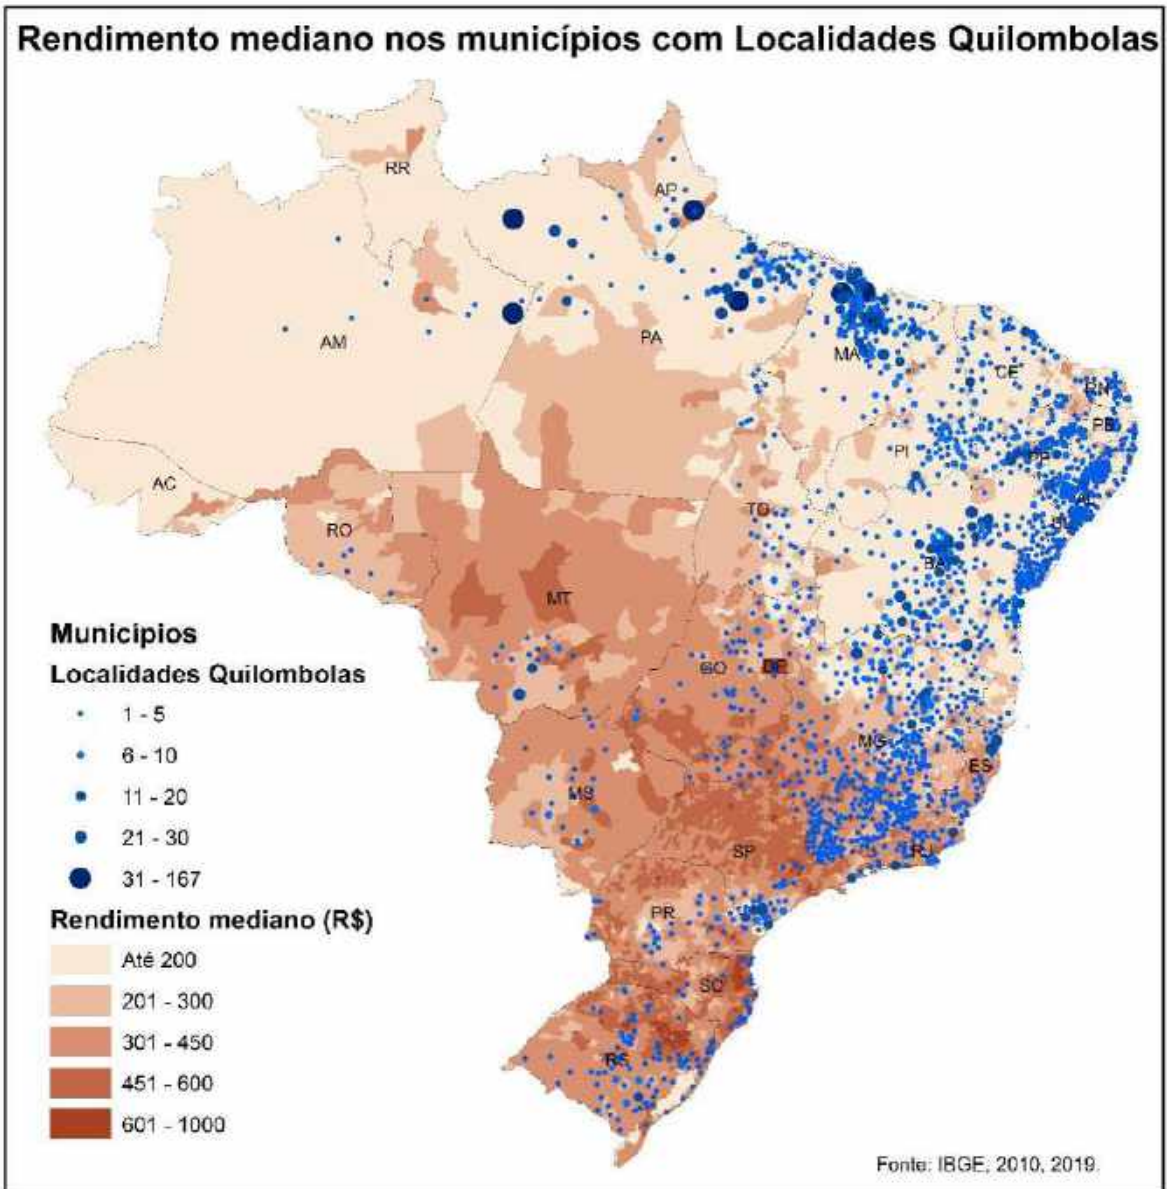 Rendimento mediano nos municípios com Localidades Quilombolas
RR
AP
AM
PA
MA
CE
RN
PB
PI
PE
AL
SE
AC
TO
RO
BA
MT
GO
DF
MG
ES
MS
SP
RJ
PR
SC
RS
Municípios
Localidades Quilombolas
1 - 5
6 - 10
11 - 20
21 - 30
31 - 167
Rendimento mediano (R$)
Até 200
201 - 300
301 - 450
451 - 600
601 - 1000
Fonte: IBGE, 2010, 2019.